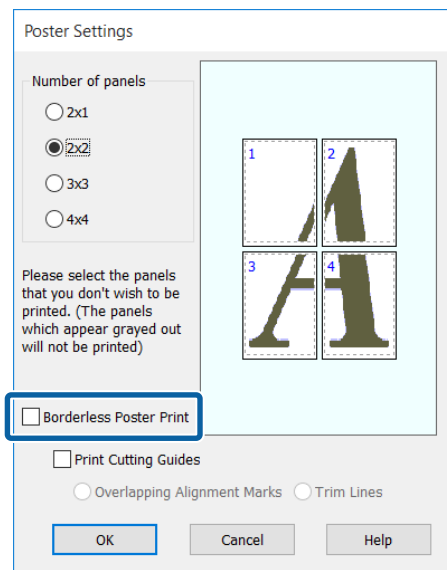 Poster Settings
Number of panels
2x1
2x2
3x3
4x4
Please select the panels
that you don't wish to be
printed. (The panels
which appear grayed out
will not be printed)
1
2
3
4
A
Borderless Poster Print
Print Cutting Guides
Overlapping Alignment Marks
Trim Lines
OK
Cancel
Help